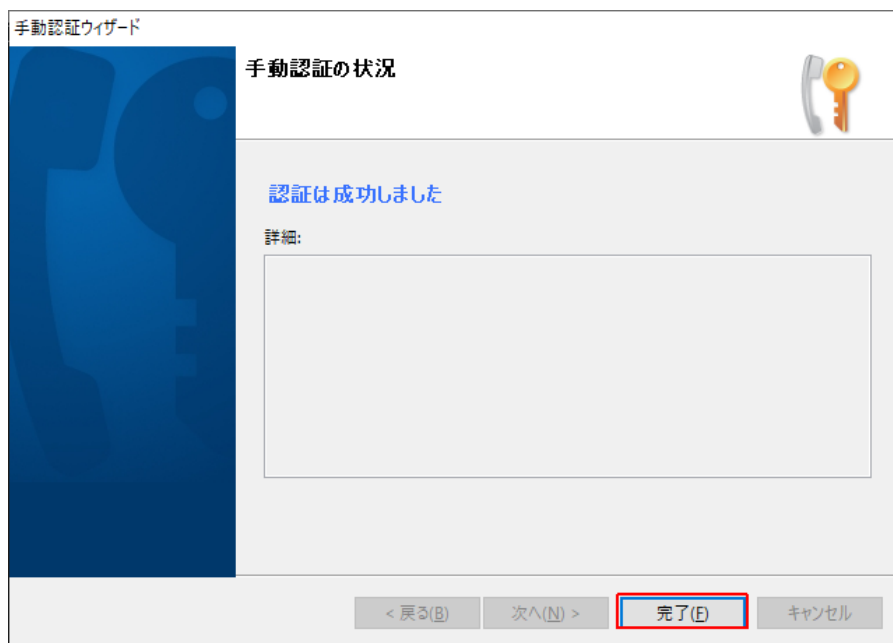 手動認証ウィザード
手動認証の状況
認証は成功しました
詳細:
< 戻る(B)
次へ(N) >
完了(F)
キャンセル